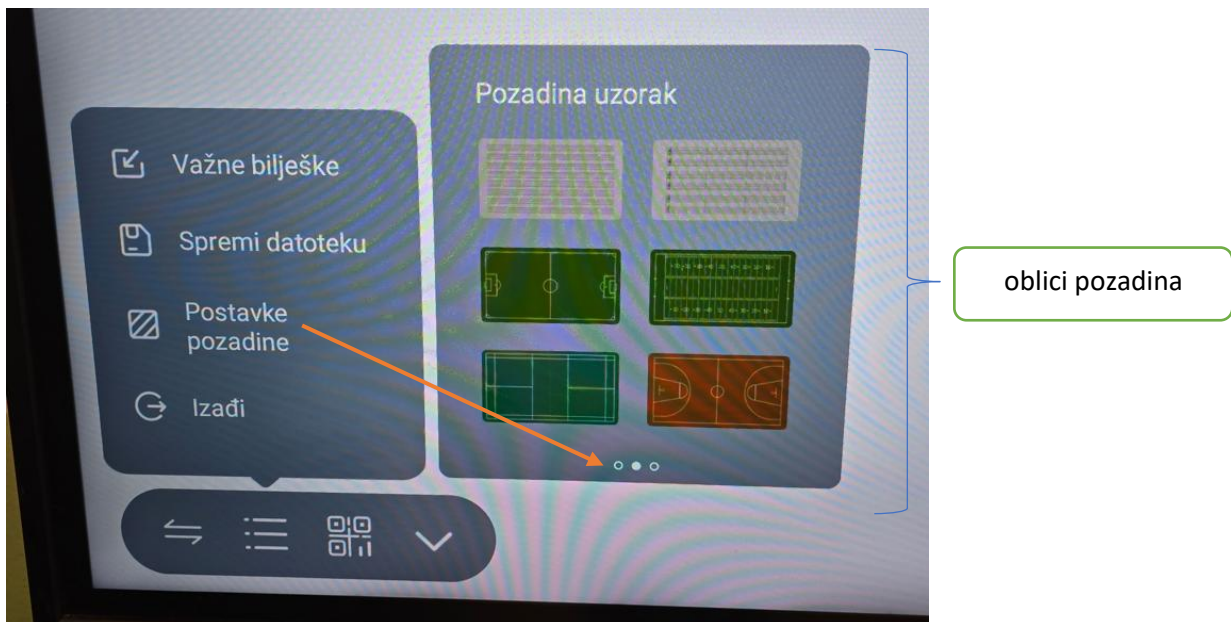 Pozadina uzorak
Važne bilješke
Spremi datoteku
Postavke
pozadine
Izađi
oblici pozadina